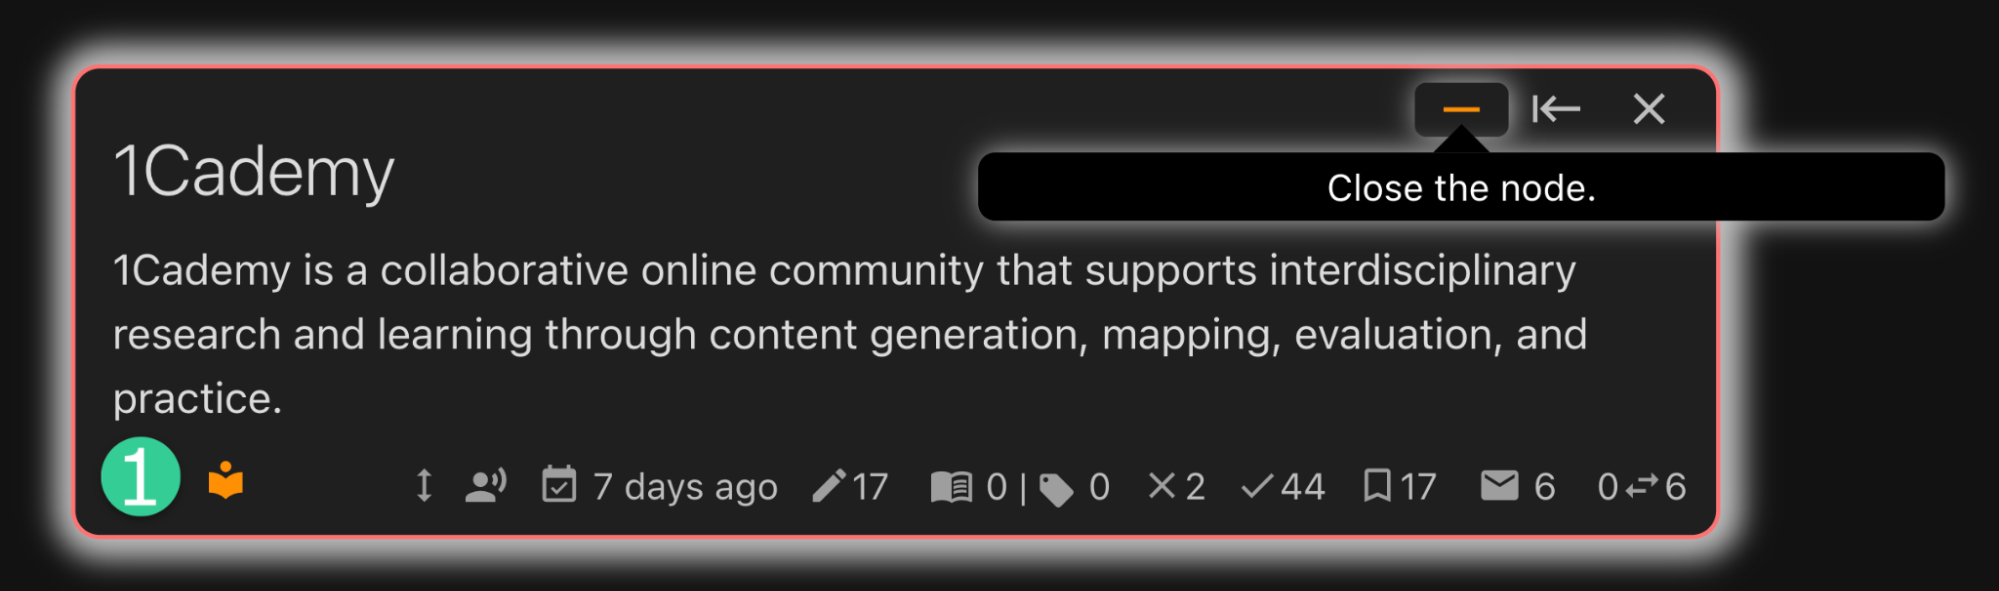 1Cademy
Close the node.
1Cademy is a collaborative online community that supports interdisciplinary
research and learning through content generation, mapping, evaluation, and
practice.
1 7 days ago 17 0 | 0 2 44 17 6 0 6